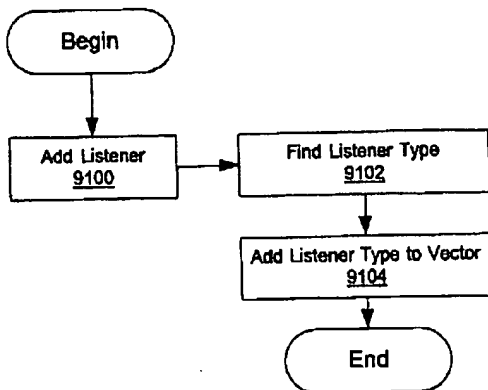 Begin
Add Listener
9100
Find Listener Type
9102
Add Listener Type to Vector
9104
End